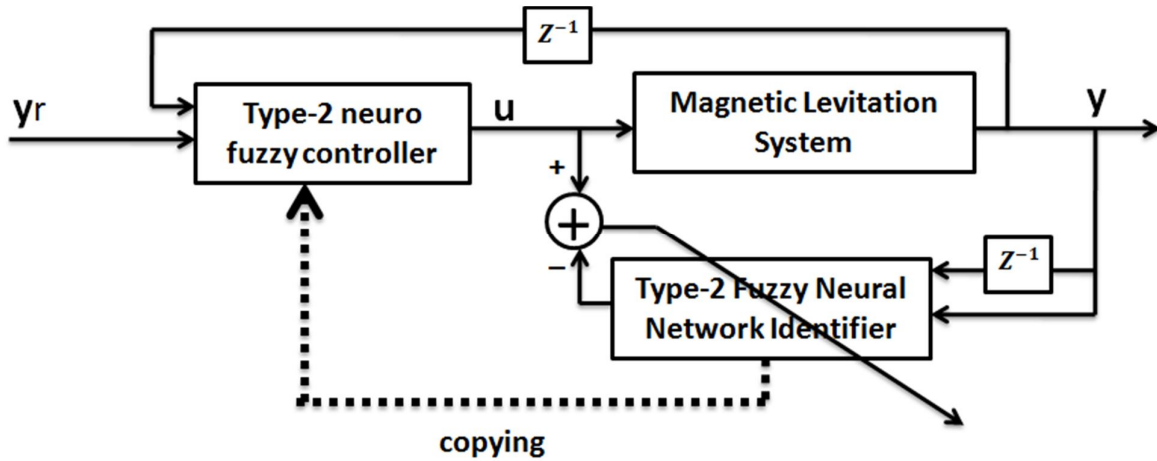 Z⁻¹
yr
Type-2 neuro
fuzzy controller
u
Magnetic Levitation
System
y
+
+
−
Z⁻¹
Type-2 Fuzzy Neural
Network Identifier
copying